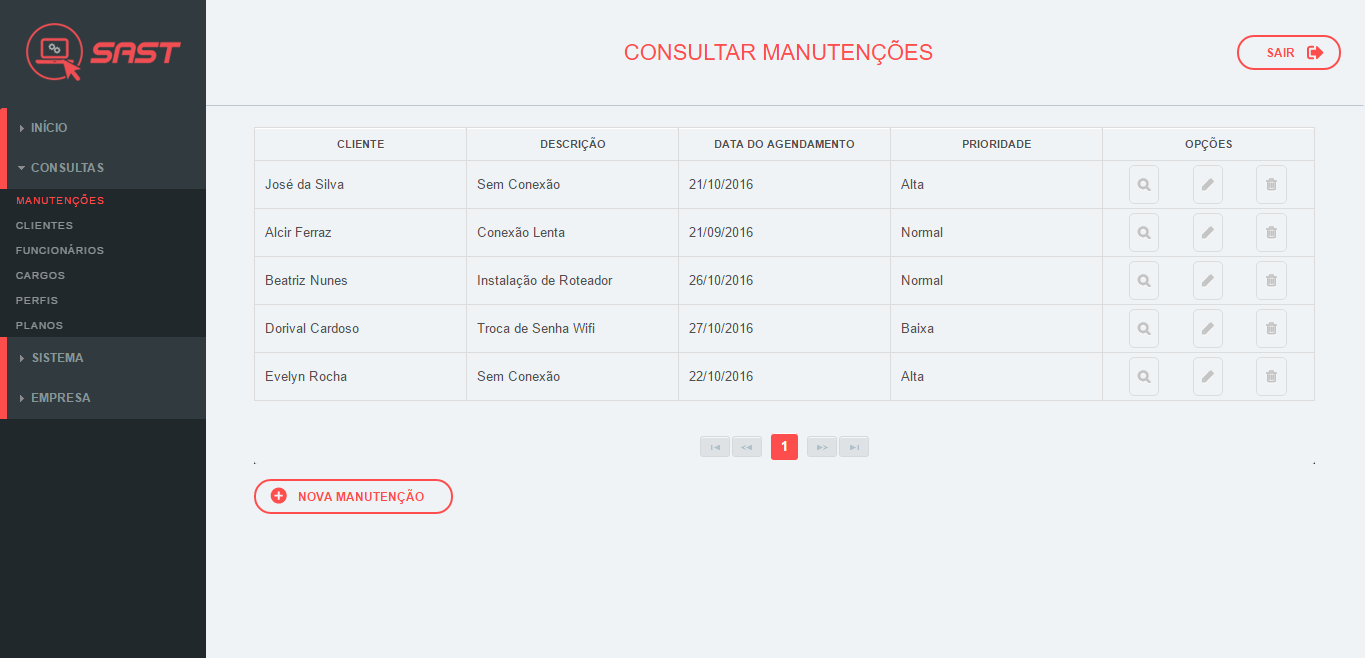 SAST
CONSULTAR MANUTENÇÕES
SAIR
INÍCIO
CONSULTAS
MANUTENÇÕES
CLIENTES
FUNCIONÁRIOS
CARGOS
PERFIS
PLANOS
SISTEMA
EMPRESA
CLIENTE DESCRIÇÃO DATA DO AGENDAMENTO PRIORIDADE OPÇÕES
José da Silva Sem Conexão 21/10/2016 Alta
Alcir Ferraz Conexão Lenta 21/09/2016 Normal
Beatriz Nunes Instalação de Roteador 26/10/2016 Normal
Dorival Cardoso Troca de Senha Wifi 27/10/2016 Baixa
Evelyn Rocha Sem Conexão 22/10/2016 Alta
1
. .
NOVA MANUTENÇÃO